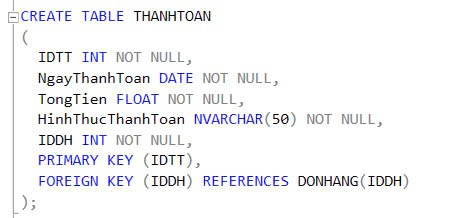 CREATE TABLE THANHTOAN
(
IDTT INT NOT NULL,
NgayThanhToan DATE NOT NULL,
TongTien FLOAT NOT NULL,
HinhThucThanhToan NVARCHAR(50) NOT NULL,
IDDH INT NOT NULL,
PRIMARY KEY (IDTT),
FOREIGN KEY (IDDH) REFERENCES DONHANG(IDDH)
);